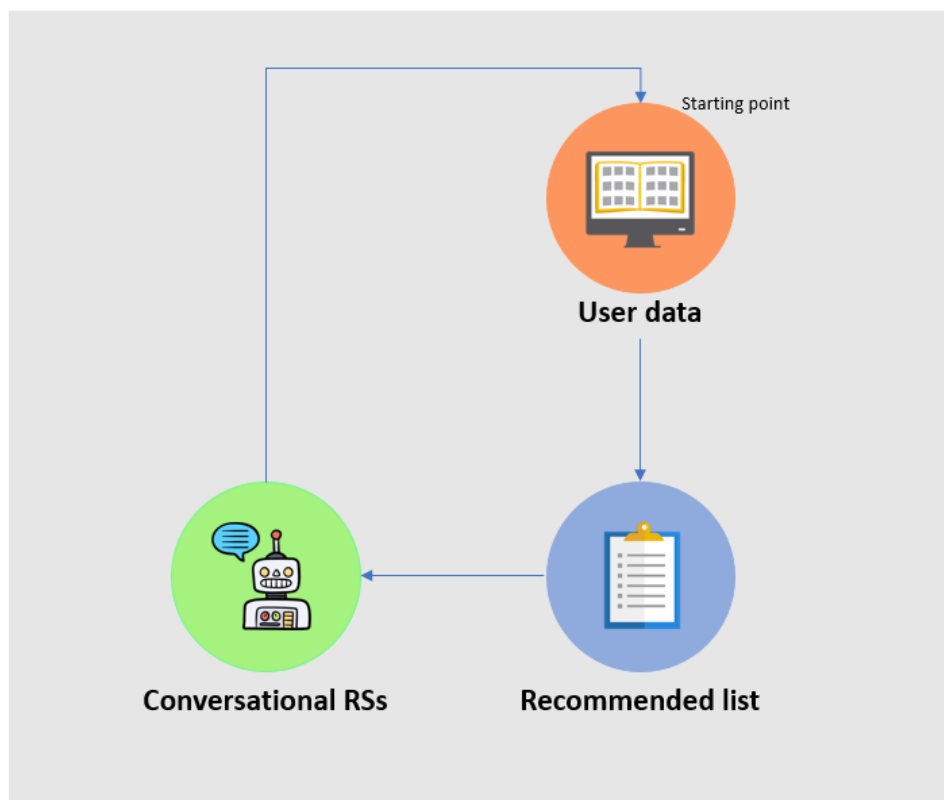 Starting point
User data
Conversational RSs
Recommended list